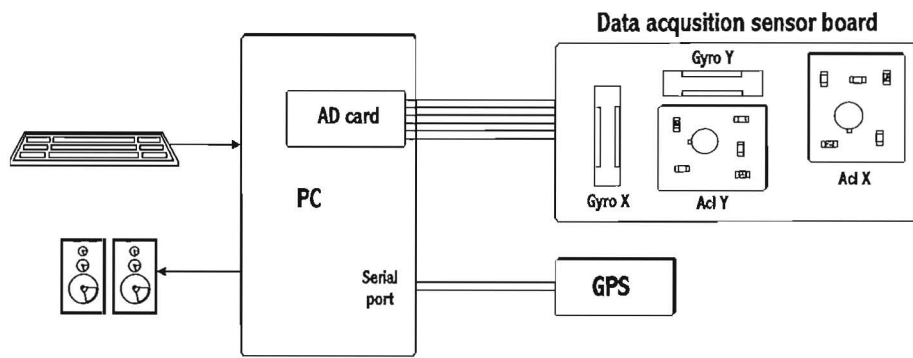 Data acqusition sensor board
Gyro Y
AD card
PC
Gyro X
Acl Y
Acl X
Serial
port
GPS